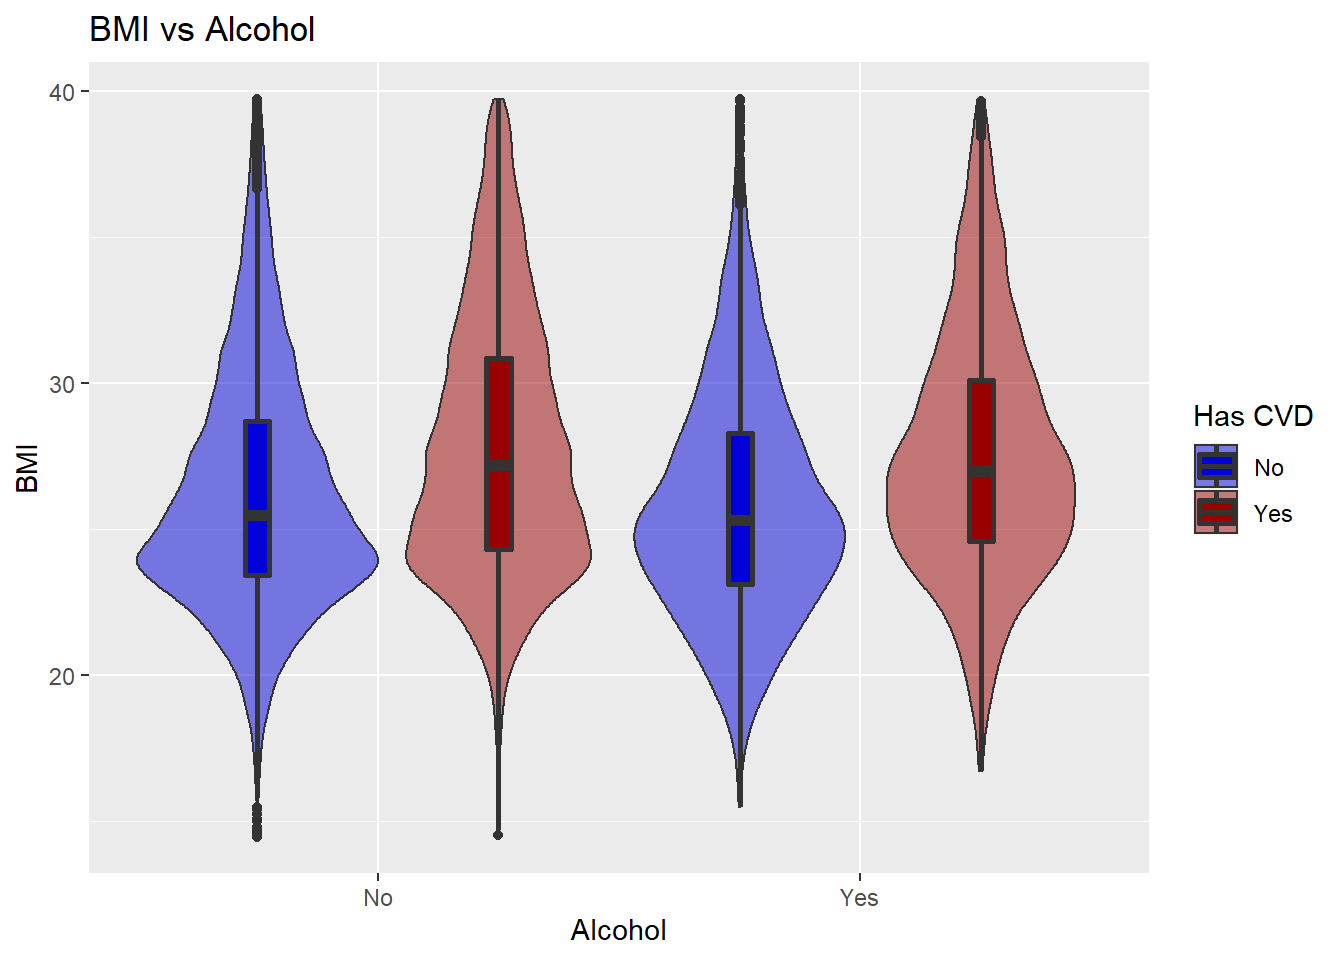 BMI vs Alcohol
40
30
20
BMI
No
Yes
Alcohol
Has CVD
No
Yes